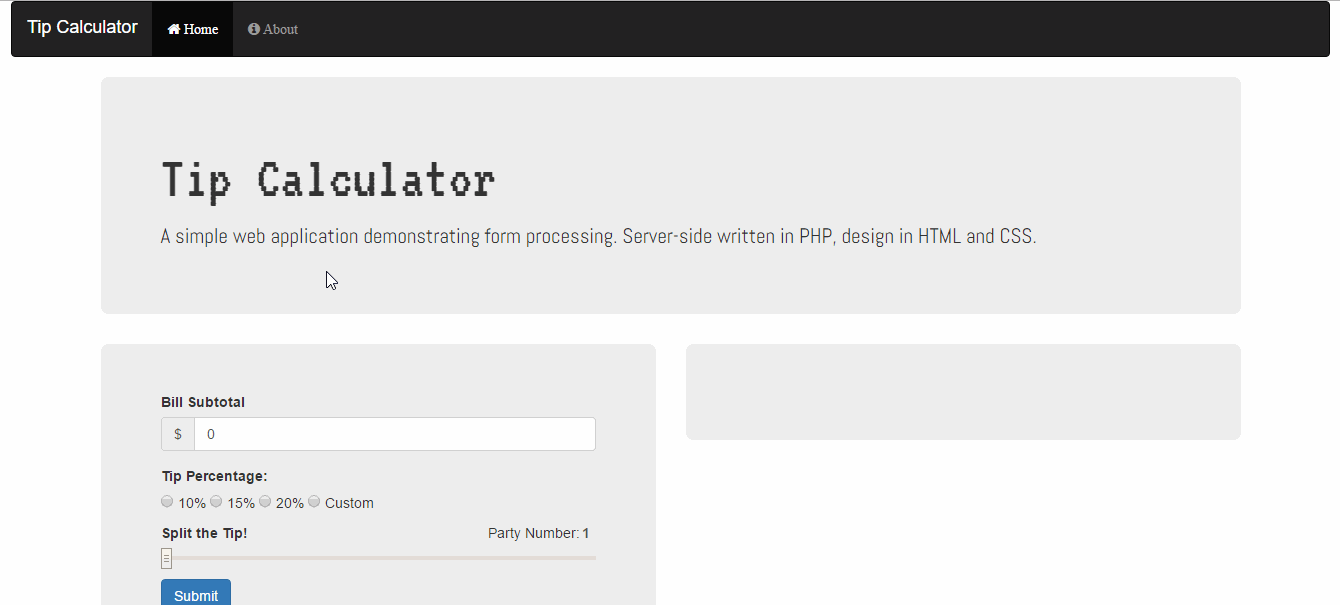 Tip Calculator Home About
Tip Calculator
A simple web application demonstrating form processing. Server-side written in PHP, design in HTML and CSS.
Bill Subtotal
$ 0
Tip Percentage:
10% 15% 20% Custom
Split the Tip! Party Number: 1
Submit